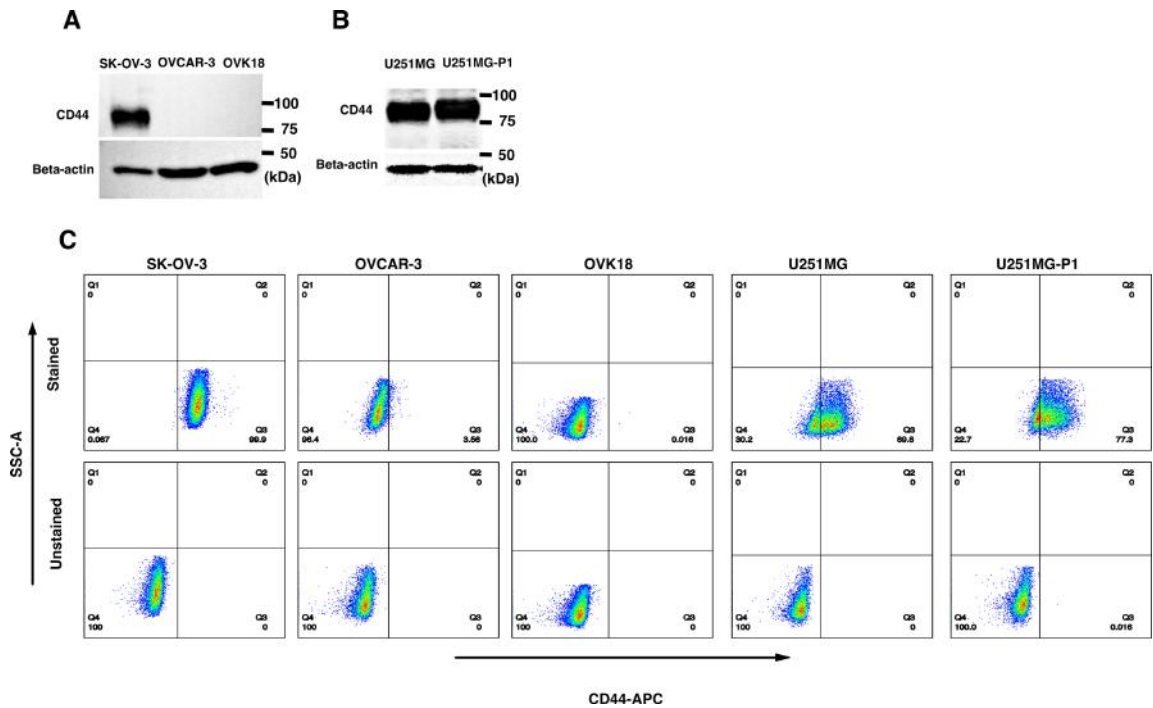 A
B
SK-OV-3 OVCAR-3 OVK18
CD44
100
75
50
Beta-actin
(kDa)
U251MG U251MG-P1
CD44
100
75
50
Beta-actin
(kDa)
C
SK-OV-3 OVCAR-3 OVK18 U251MG U251MG-P1
Stained
Q1 Q2 Q1 Q2 Q1 Q2 Q1 Q2 Q1 Q2
0 0 0 0 0 0 0 0 0 0
Q4 Q3 Q4 Q3 Q4 Q3 Q4 Q3 Q4 Q3
0.067 99.9 96.4 3.56 100.0 0.016 30.2 69.8 22.7 77.3
SSC-A
Unstained
Q1 Q2 Q1 Q2 Q1 Q2 Q1 Q2 Q1 Q2
0 0 0 0 0 0 0 0 0 0
Q4 Q3 Q4 Q3 Q4 Q3 Q4 Q3 Q4 Q3
100 0 100 0 100 0 100 0 100.0 0.016
CD44-APC